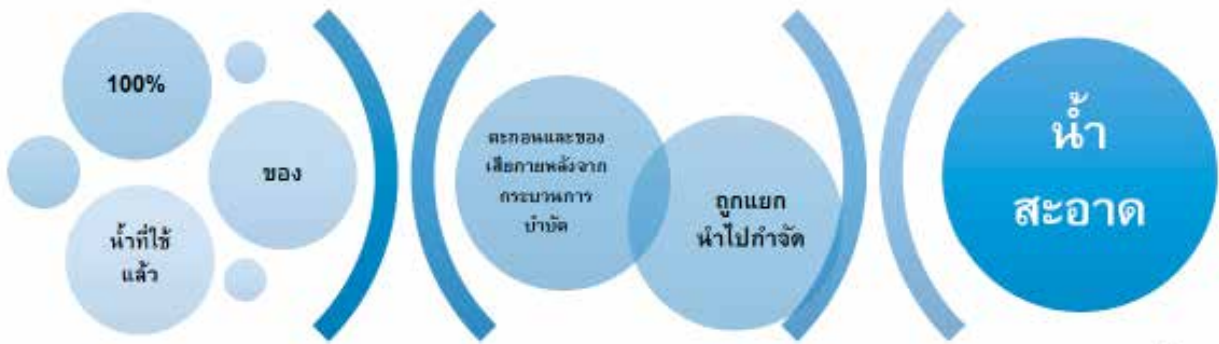 100%
ของ
น้ำที่ใช้
แล้ว
ตะกอนและของ
เสียภายหลังจาก
กระบวนการ
บำบัด
ถูกแยก
นำไปกำจัด
น้ำ
สะอาด